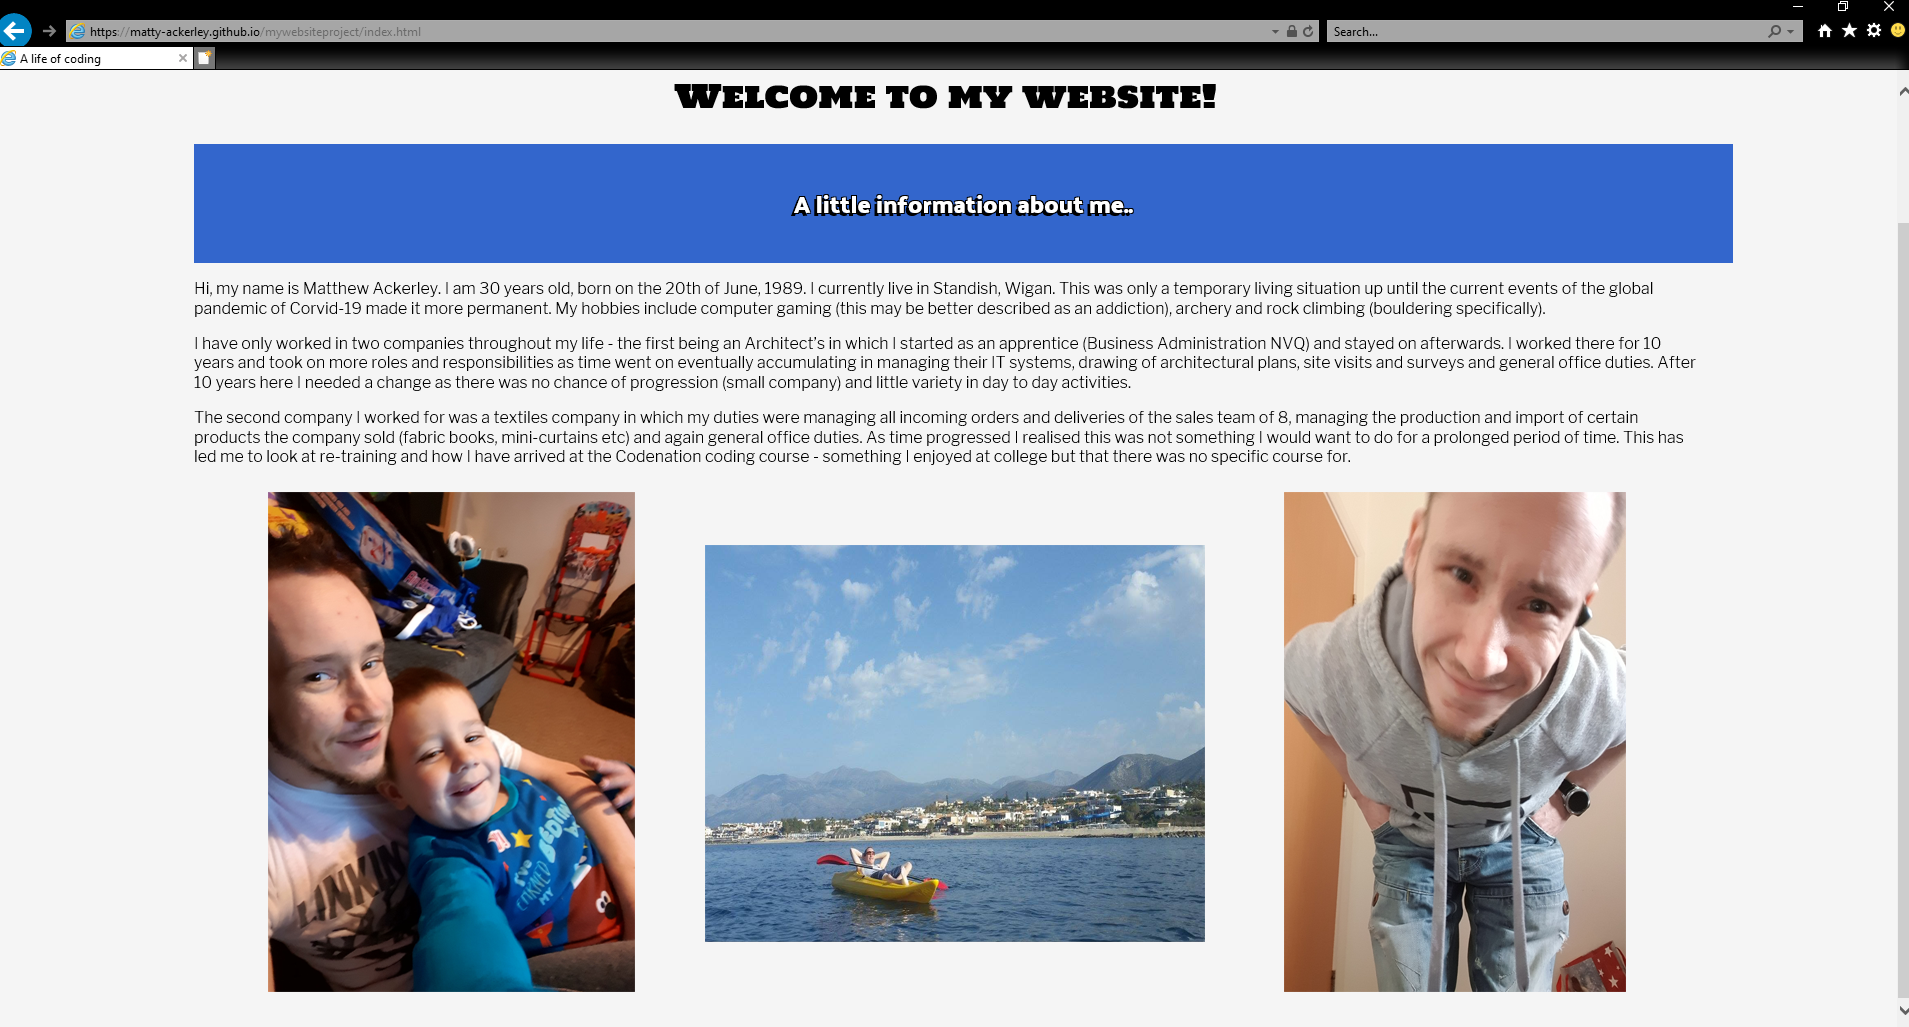 https://matty-ackerley.github.io/mywebsiteproject/index.html
Search...
A life of coding
Welcome to my website!
A little information about me..
Hi, my name is Matthew Ackerley. I am 30 years old, born on the 20th of June, 1989. I currently live in Standish, Wigan. This was only a temporary living situation up until the current events of the global
pandemic of Corvid-19 made it more permanent. My hobbies include computer gaming (this may be better described as an addiction), archery and rock climbing (bouldering specifically).
I have only worked in two companies throughout my life - the first being an Architect’s in which I started as an apprentice (Business Administration NVQ) and stayed on afterwards. I worked there for 10
years and took on more roles and responsibilities as time went on eventually accumulating in managing their IT systems, drawing of architectural plans, site visits and surveys and general office duties. After
10 years here I needed a change as there was no chance of progression (small company) and little variety in day to day activities.
The second company I worked for was a textiles company in which my duties were managing all incoming orders and deliveries of the sales team of 8, managing the production and import of certain
products the company sold (fabric books, mini-curtains etc) and again general office duties. As time progressed I realised this was not something I would want to do for a prolonged period of time. This has
led me to look at re-training and how I have arrived at the Codenation coding course - something I enjoyed at college but that there was no specific course for.